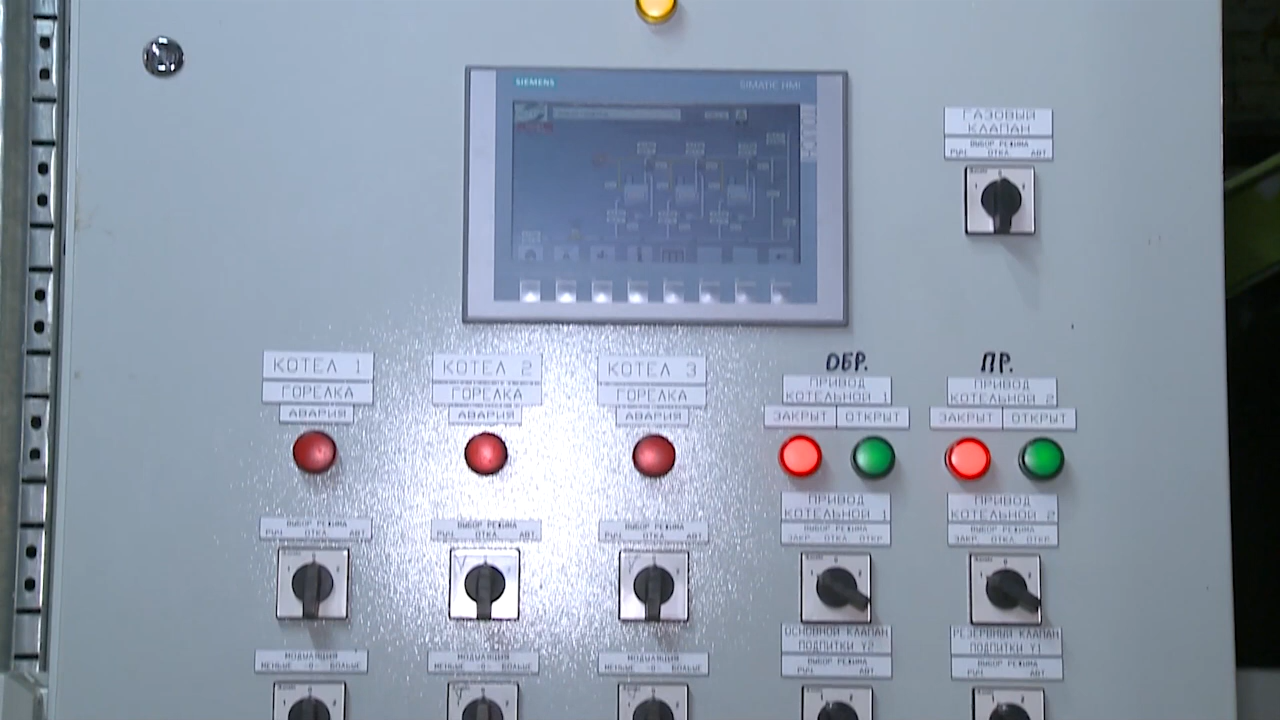 SIEMENS
SIMATIC HMI
TOUCH
ГАЗОВЫЙ
КЛАПАН
ВЫБОР РЕЖИМА
РУЧ ОТКЛ АВТ
КОТЕЛ 1
ГОРЕЛКА
АВАРИЯ
КОТЕЛ 2
ГОРЕЛКА
АВАРИЯ
КОТЕЛ 3
ГОРЕЛКА
АВАРИЯ
ОБР.
ПРИВОД
КОТЕЛЬНОЙ 1
ЗАКРЫТ ОТКРЫТ
ПР.
ПРИВОД
КОТЕЛЬНОЙ 2
ЗАКРЫТ ОТКРЫТ
ВЫБОР РЕЖИМА
РУЧ ОТКЛ АВТ
ВЫБОР РЕЖИМА
РУЧ ОТКЛ АВТ
ВЫБОР РЕЖИМА
РУЧ ОТКЛ АВТ
ПРИВОД
КОТЕЛЬНОЙ 1
ВЫБОР РЕЖИМА
ЗАКР ОТКЛ ОТКР
ПРИВОД
КОТЕЛЬНОЙ 2
ВЫБОР РЕЖИМА
ЗАКР ОТКЛ ОТКР
МОДУЛЯЦИЯ
МЕНЬШЕ -0- БОЛЬШЕ
МОДУЛЯЦИЯ
МЕНЬШЕ -0- БОЛЬШЕ
МОДУЛЯЦИЯ
МЕНЬШЕ -0- БОЛЬШЕ
ОСНОВНОЙ КЛАПАН
ПОДПИТКИ Y2
ВЫБОР РЕЖИМА
РУЧ АВТ
РЕЗЕРВНЫЙ КЛАПАН
ПОДПИТКИ Y1
ВЫБОР РЕЖИМА
РУЧ АВТ